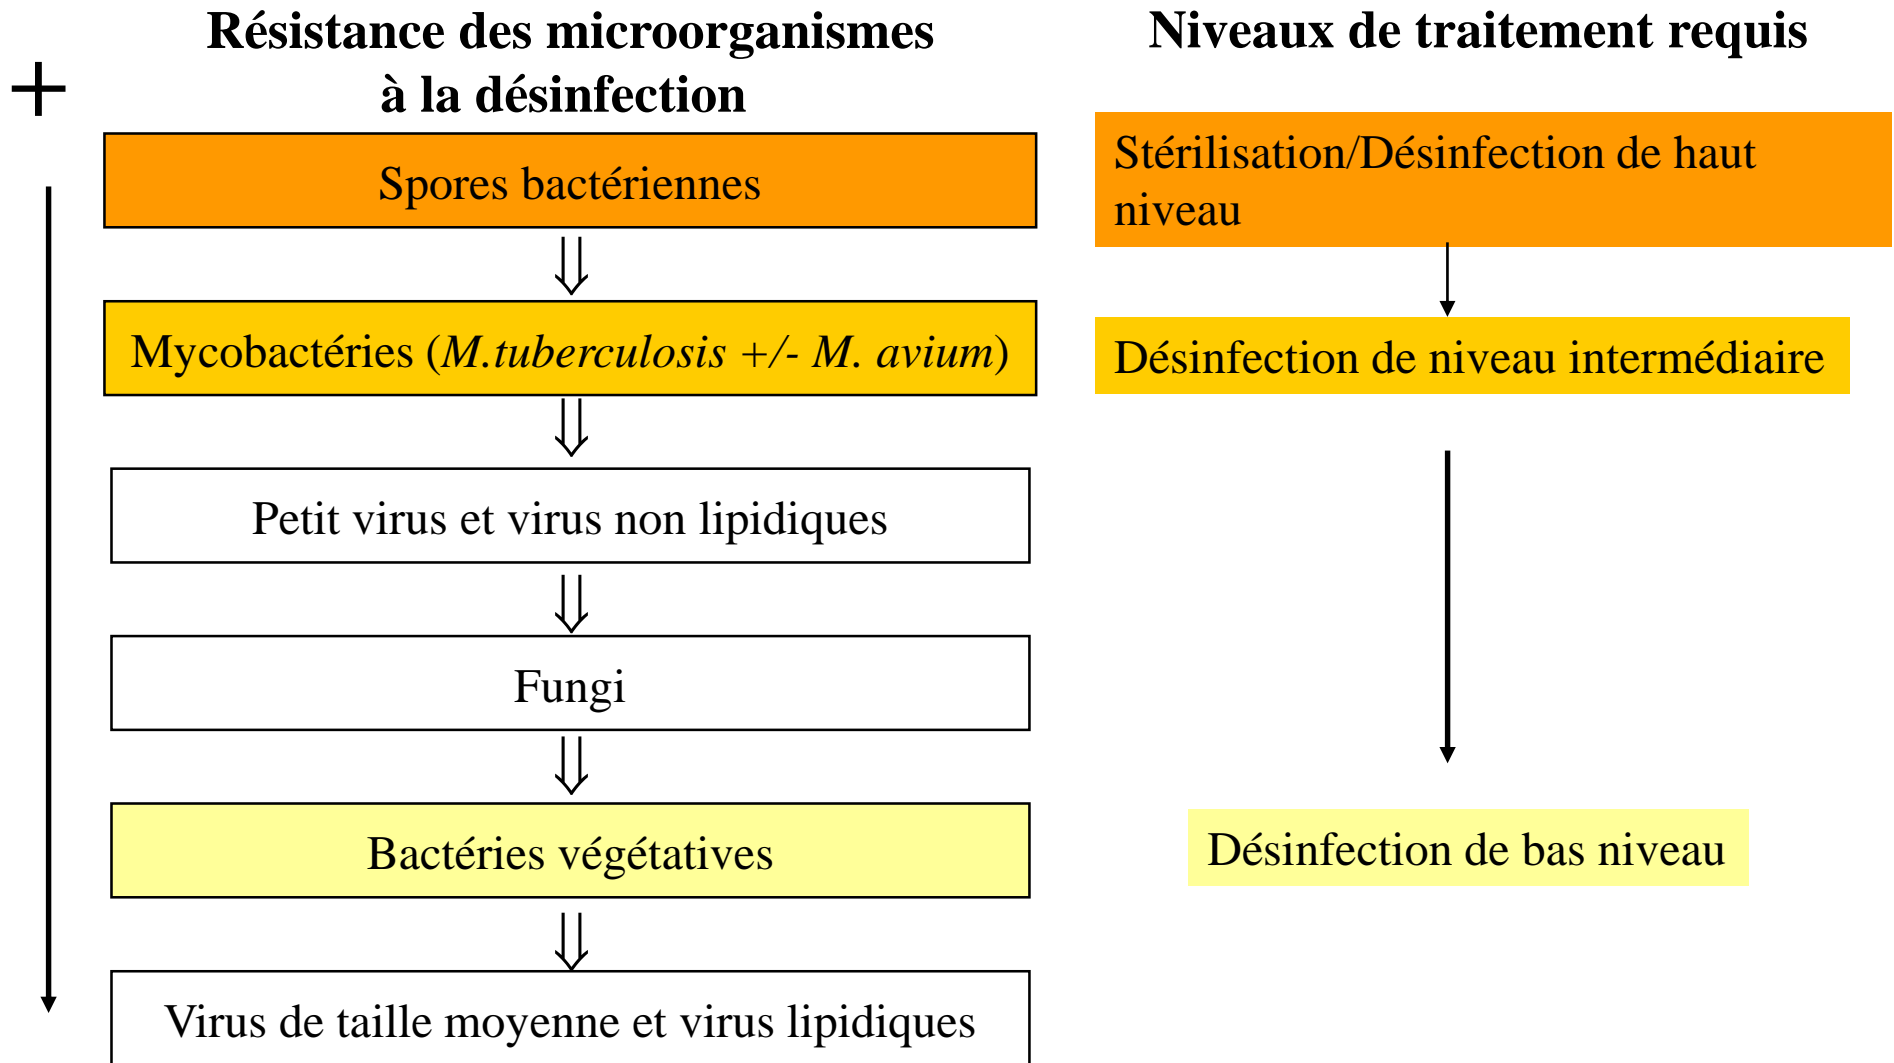 Résistance des microorganismes
à la désinfection
Niveaux de traitement requis
+
Spores bactériennes
Stérilisation/Désinfection de haut
niveau
Mycobactéries (M.tuberculosis +/- M. avium)
Désinfection de niveau intermédiaire
Petit virus et virus non lipidiques
Fungi
Bactéries végétatives
Désinfection de bas niveau
Virus de taille moyenne et virus lipidiques